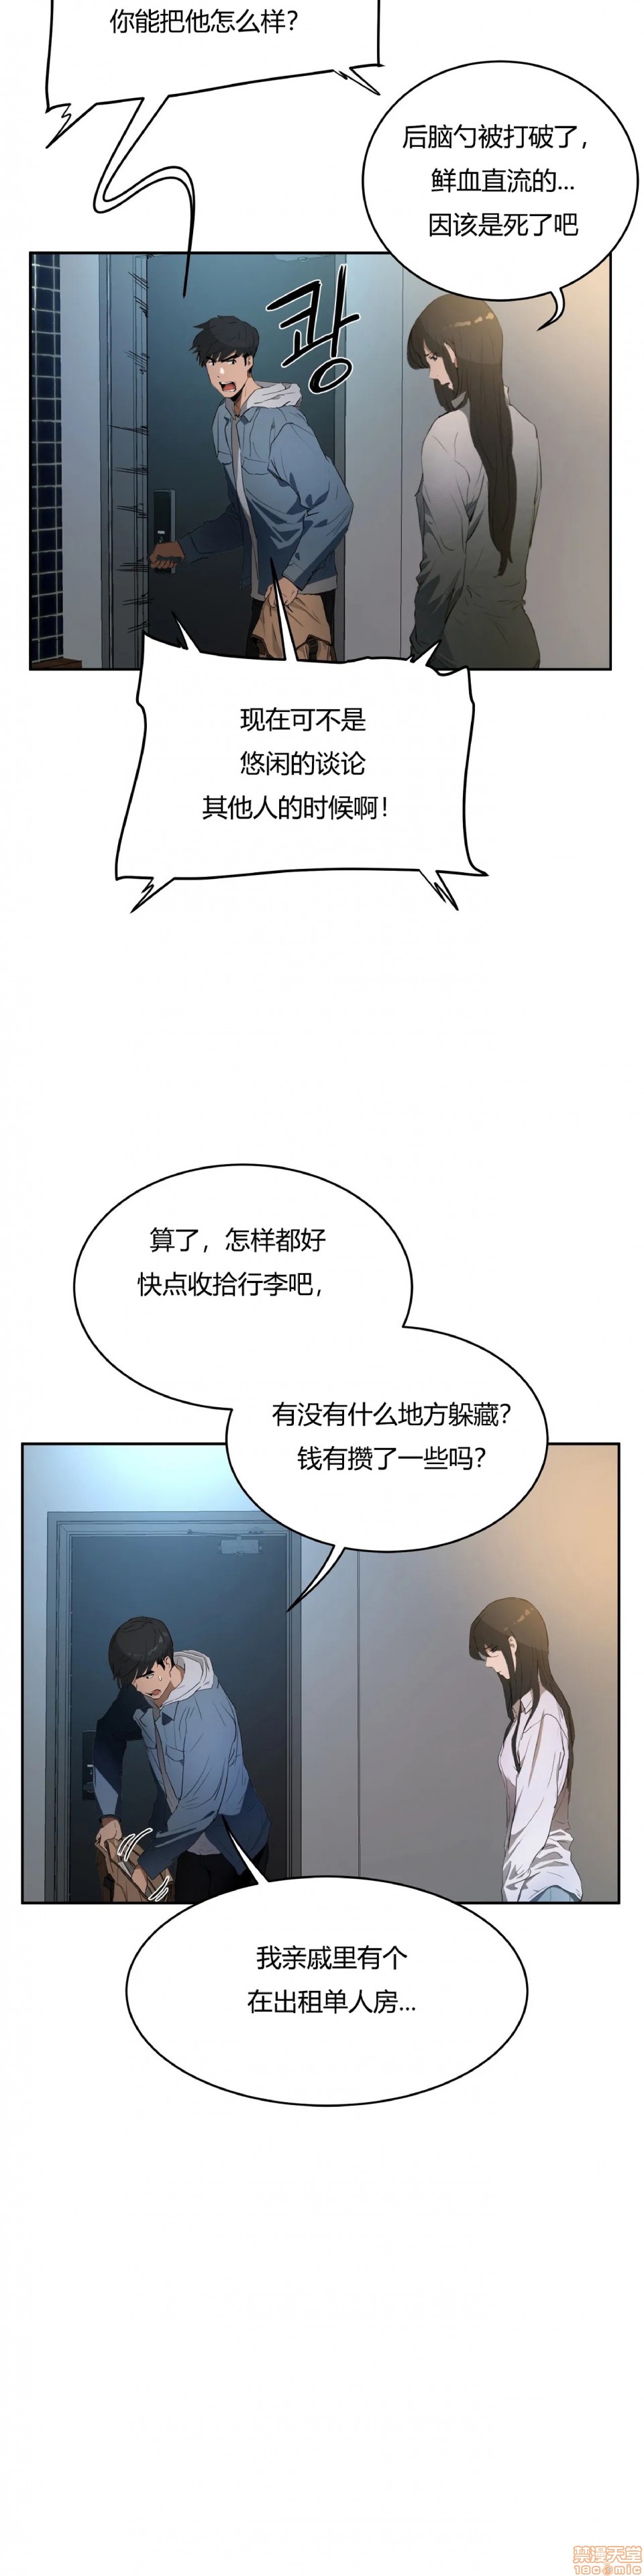 你能把他怎么样？
后脑勺被打破了，
鲜血直流的...
因该是死了吧
쾅
现在可不是
悠闲的谈论
其他人的时候啊！
算了，怎样都好
快点收拾行李吧，
有没有什么地方躲藏？
钱有攒了一些吗？
我亲戚里有个
在出租单人房...
禁漫天堂
18comic.vip